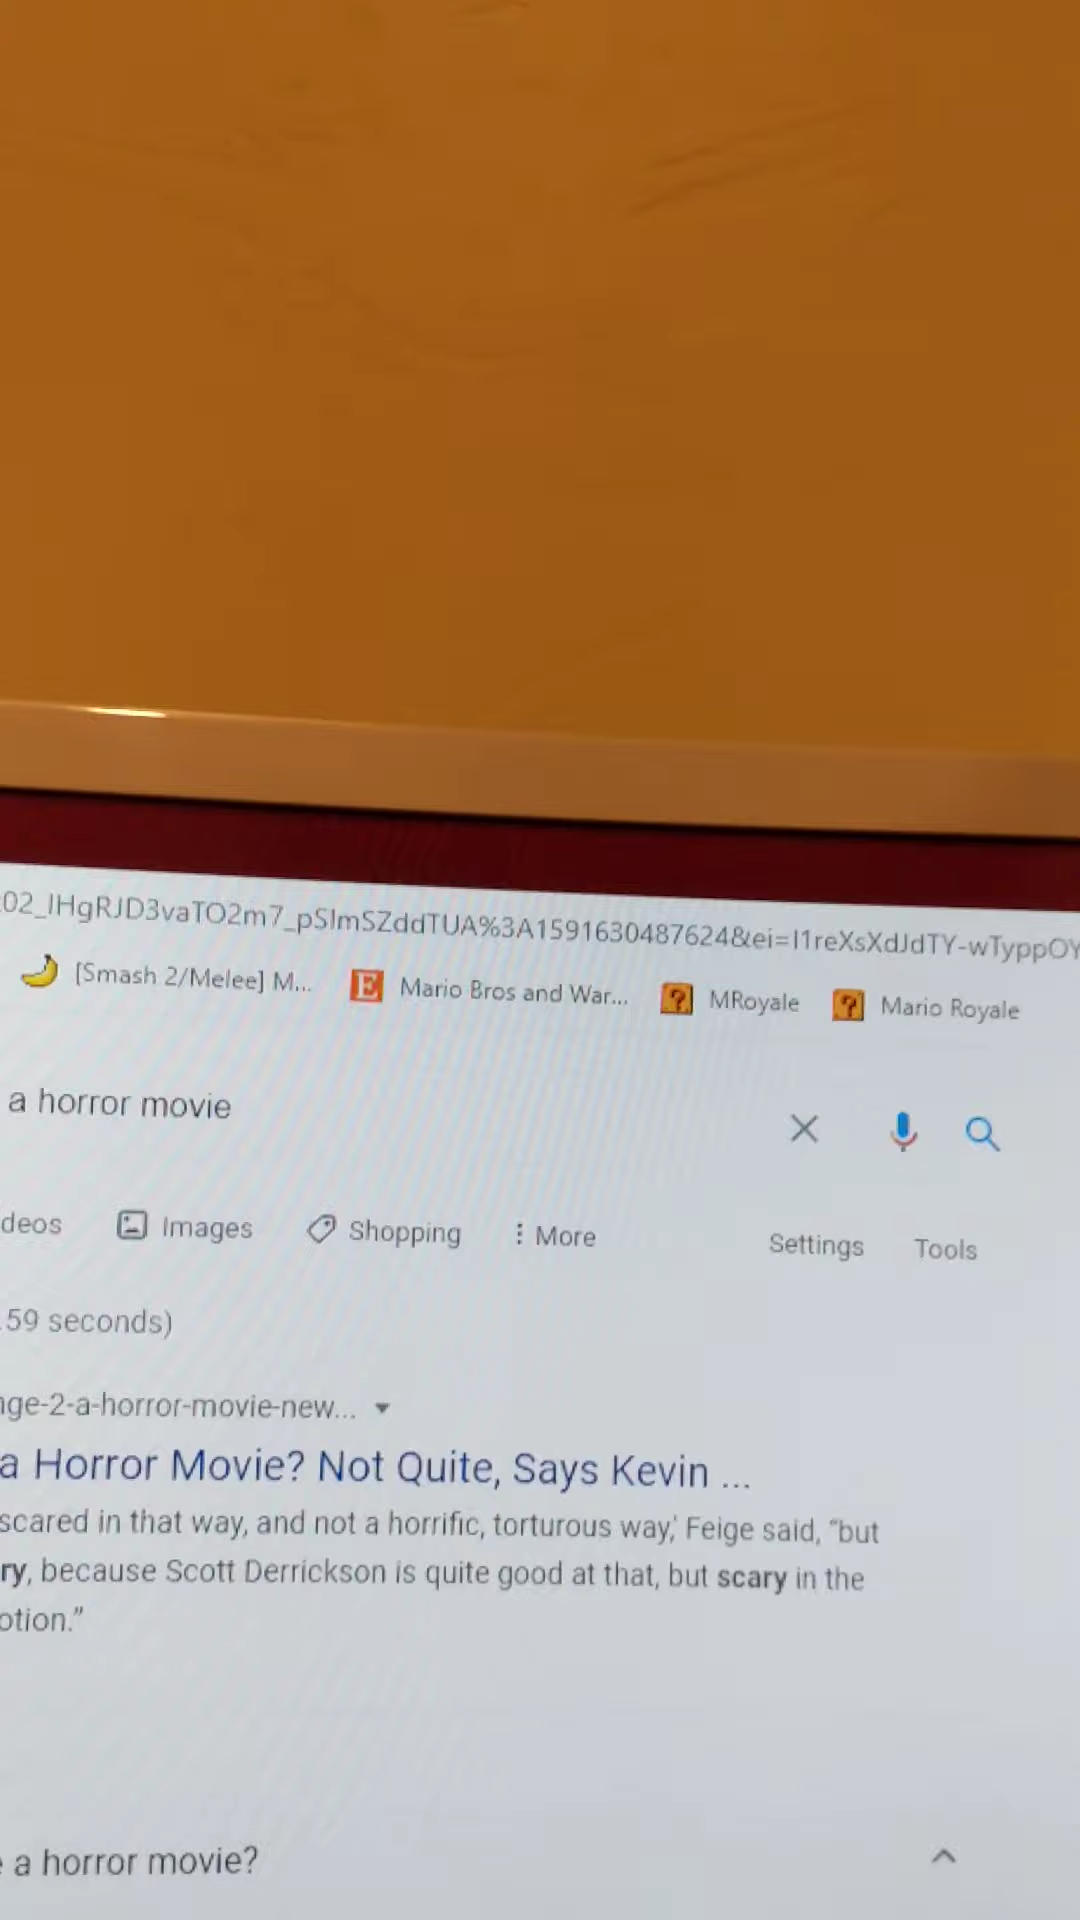 02_IHgRJD3vaTO2m7_pSImSZddTUA%3A1591630487624&ei=I1reXsXdJdTY-wTyppOY
[Smash 2/Melee] M... E Mario Bros and War... ? MRoyale ? Mario Royale
a horror movie
deos Images Shopping More Settings Tools
59 seconds)
nge-2-a-horror-movie-new...
a Horror Movie? Not Quite, Says Kevin ...
scared in that way, and not a horrific, torturous way,' Feige said, “but
ry, because Scott Derrickson is quite good at that, but scary in the
otion.”
a horror movie?